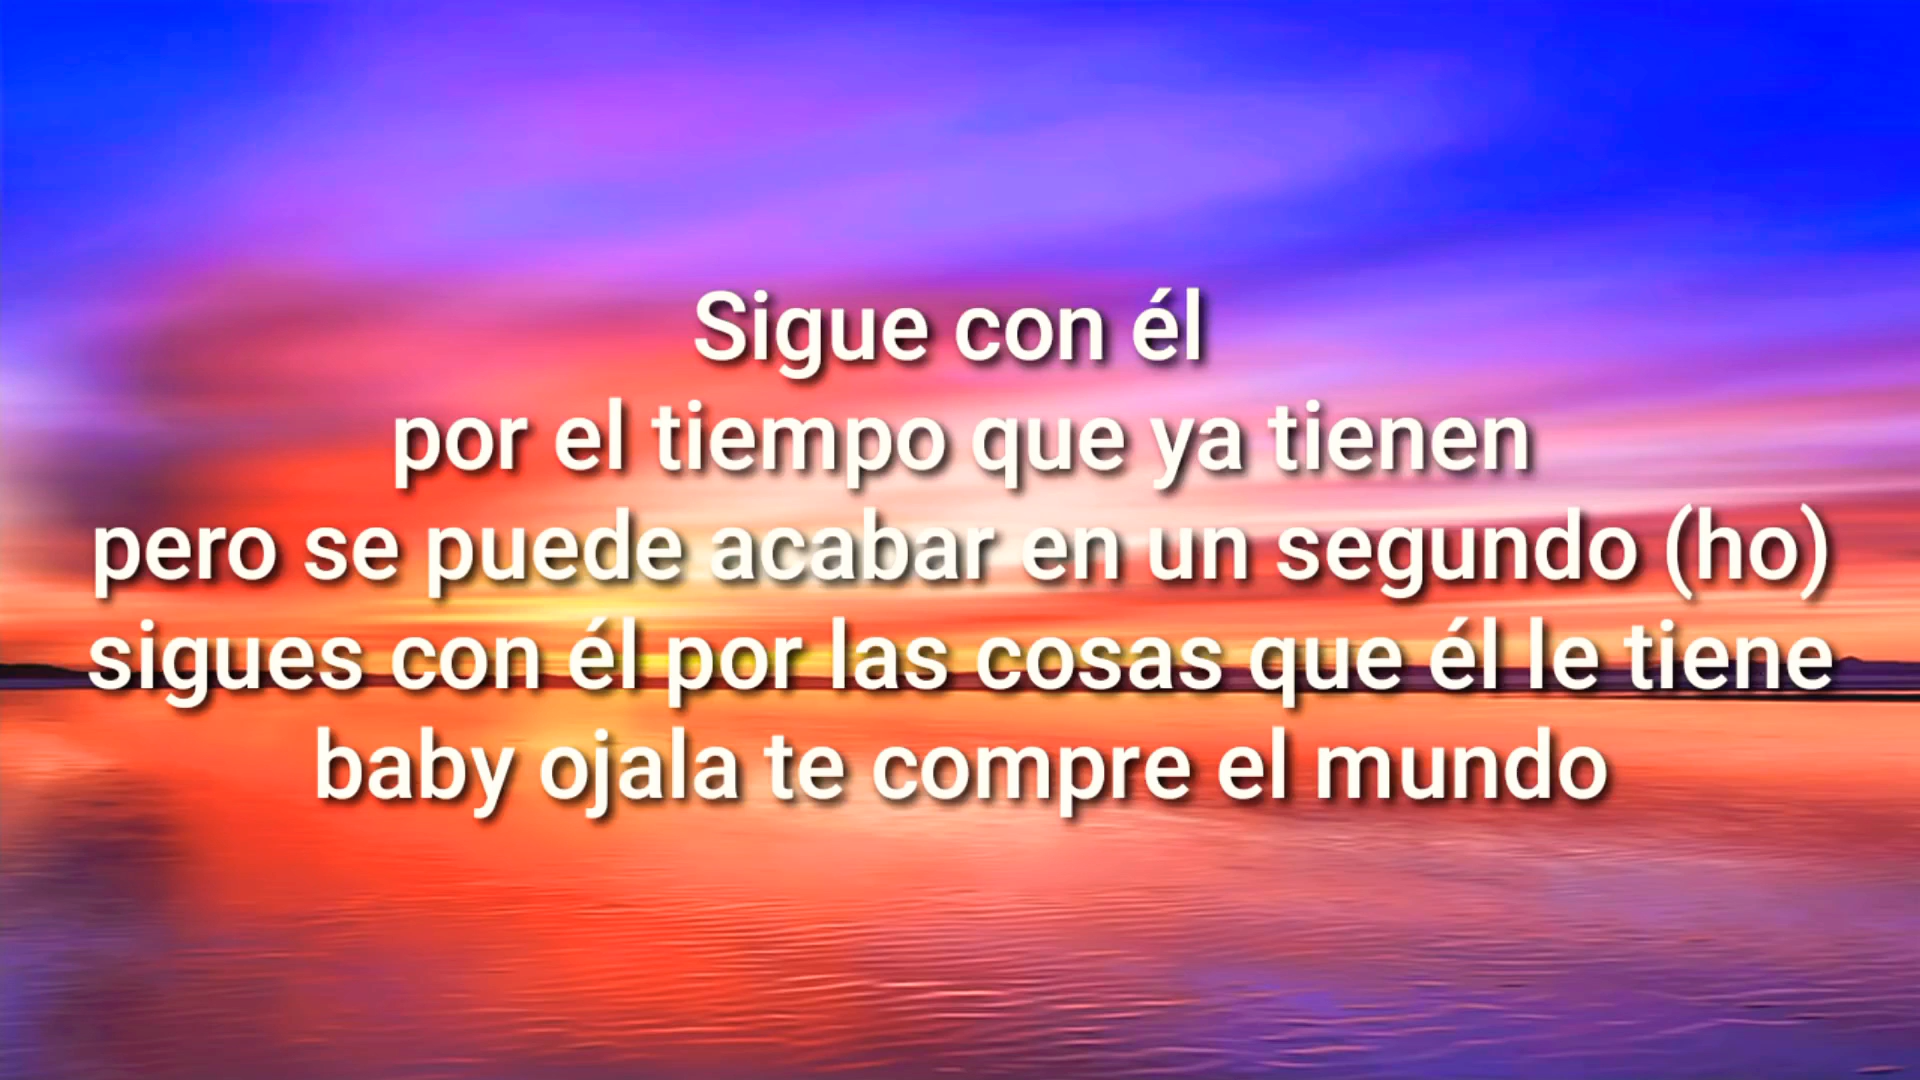 Sigue con él
por el tiempo que ya tienen
pero se puede acabar en un segundo (ho)
sigues con él por las cosas que él le tiene
baby ojala te compre el mundo